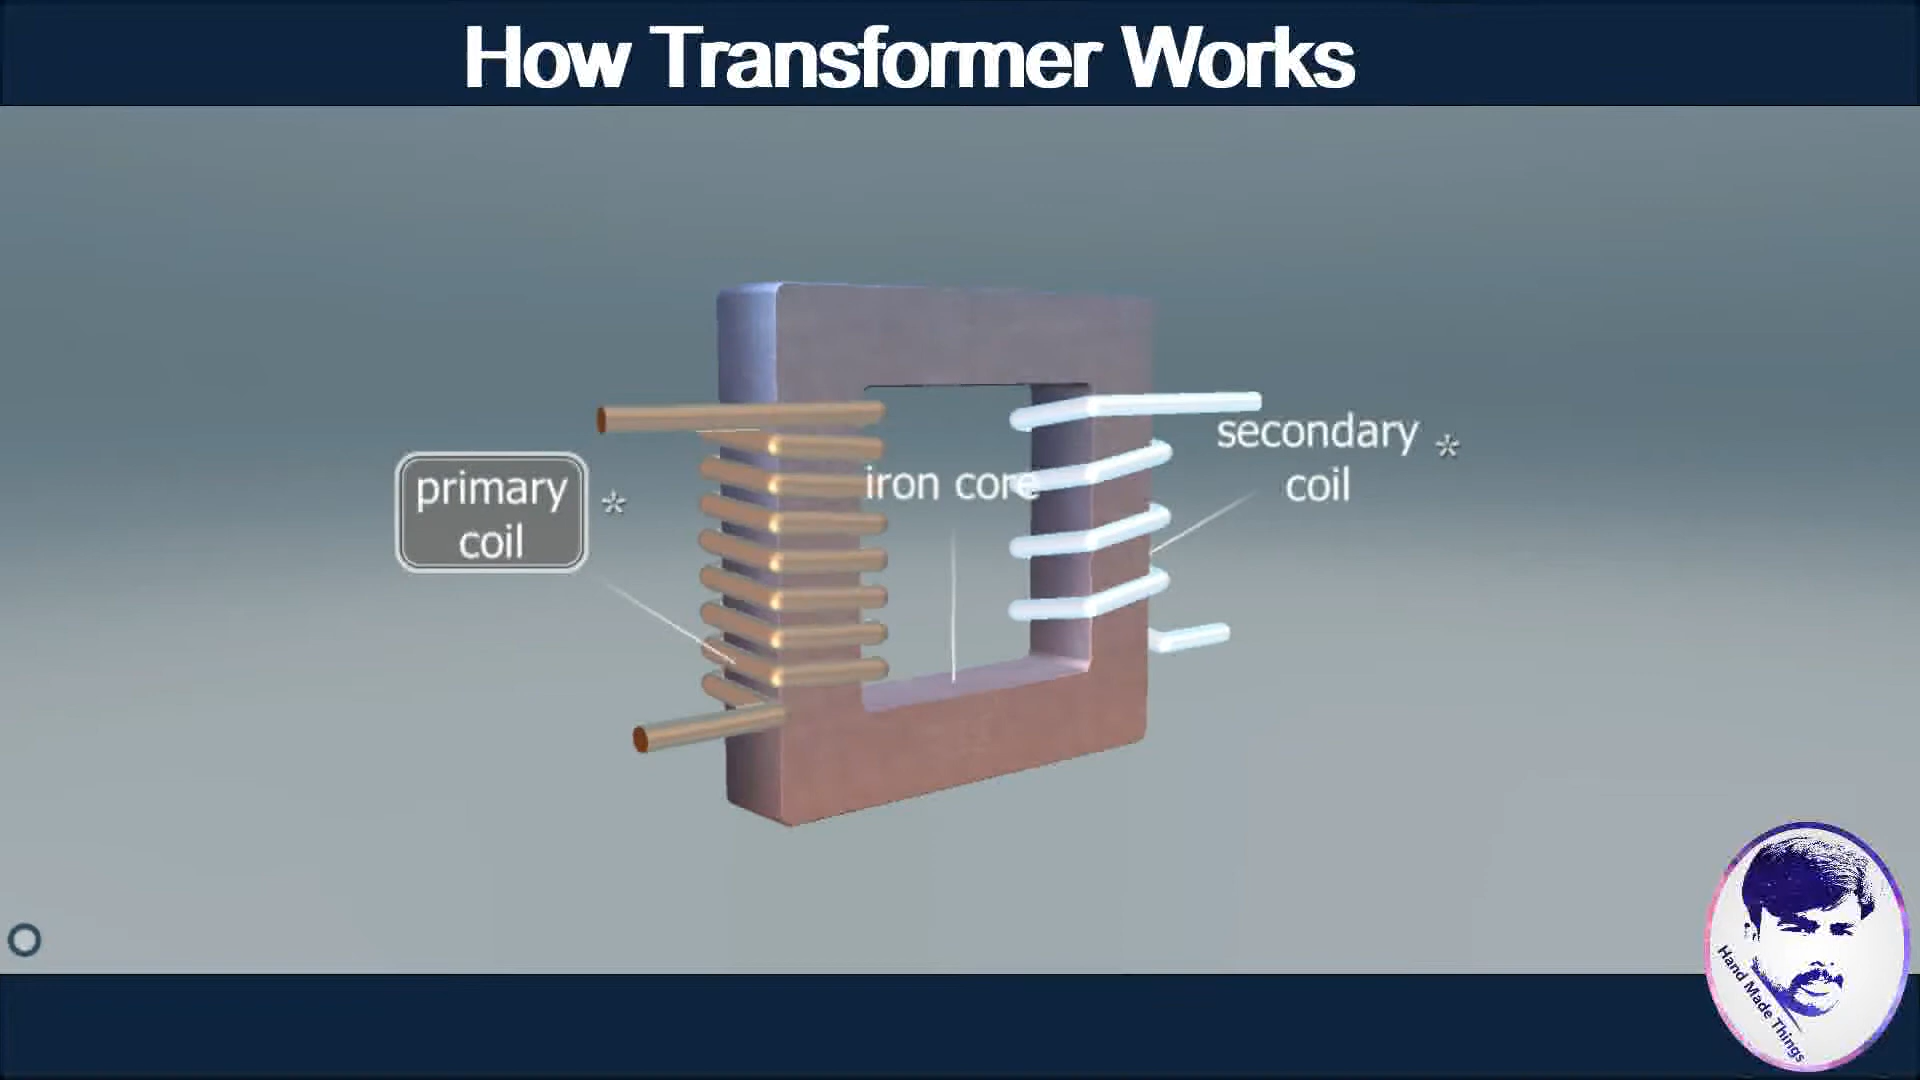 How Transformer Works
primary
coil
*
iron core
secondary
coil
*
Hand Made Things